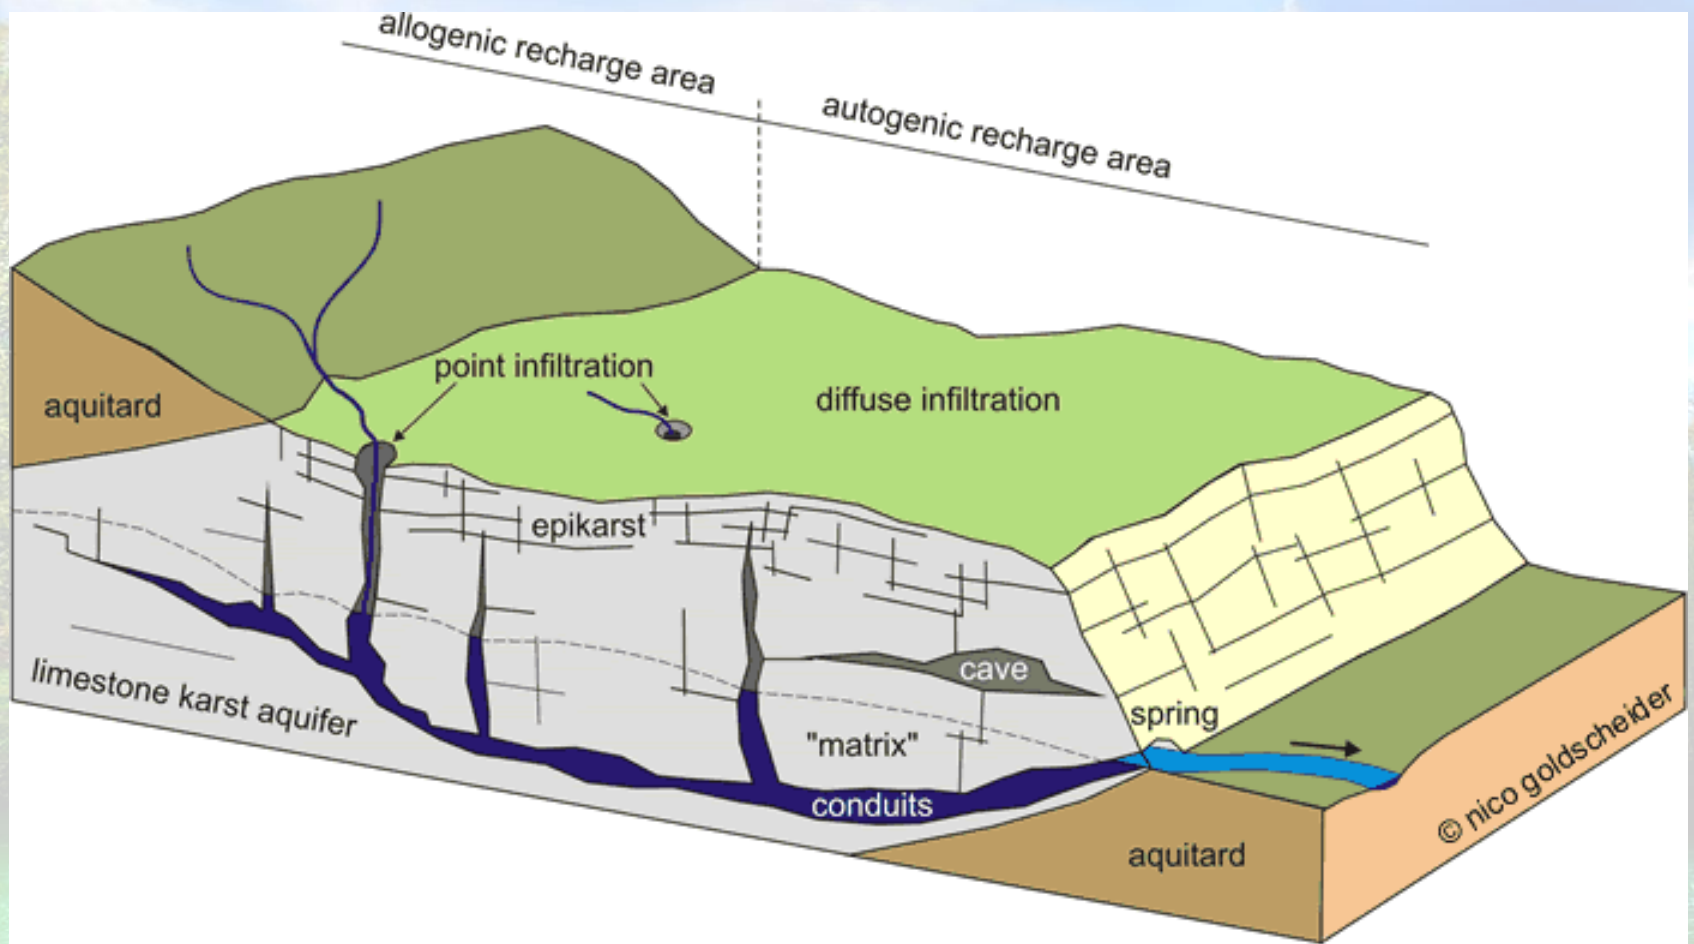 allogenic recharge area
autogenic recharge area
point infiltration
diffuse infiltration
aquitard
epikarst
cave
limestone karst aquifer
spring
"matrix"
conduits
aquitard
© nico goldscheider